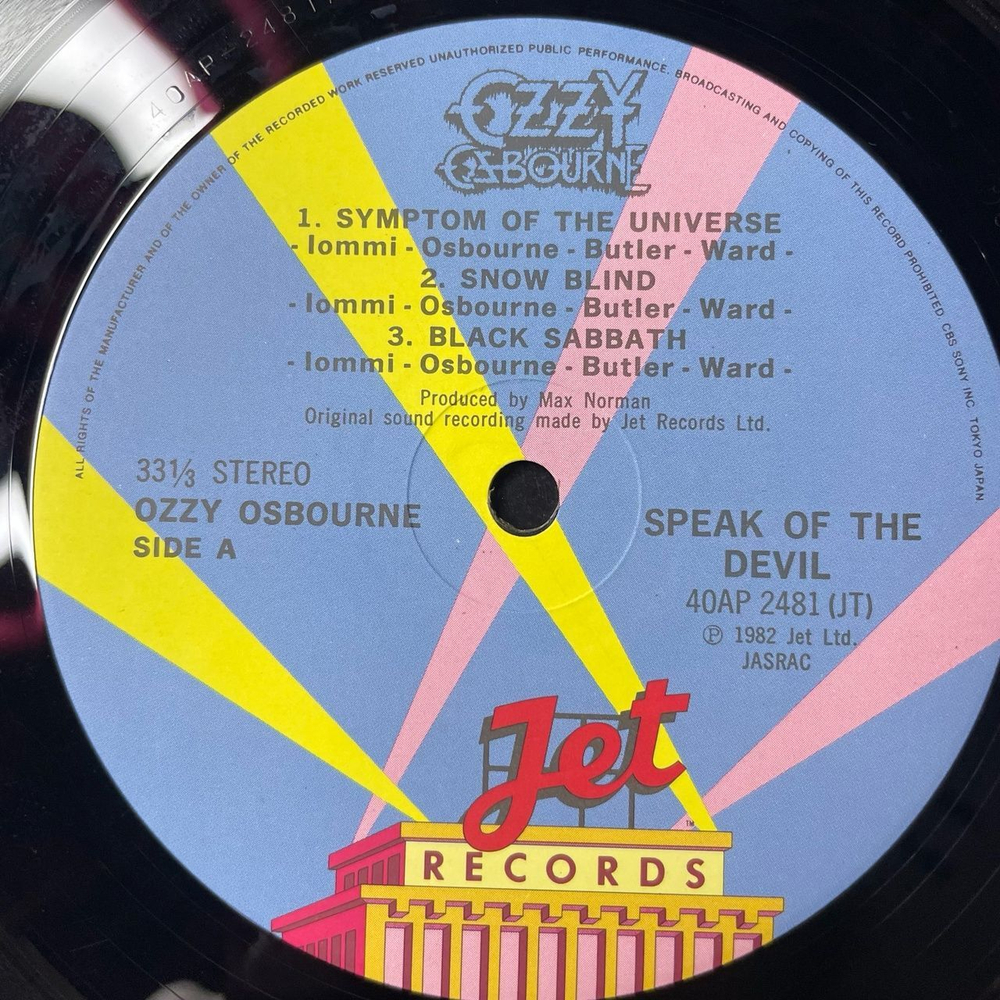 40AP-2481
ALL RIGHTS OF THE MANUFACTURER AND OF THE OWNER OF THE RECORDED WORK RESERVED UNAUTHORIZED PUBLIC PERFORMANCE. BROADCASTING AND COPYING OF THIS RECORD PROHIBITED. CBS SONY INC. TOKYO JAPAN
OZZY
OSBOURNE
1. SYMPTOM OF THE UNIVERSE
- Iommi - Osbourne - Butler - Ward -
2. SNOW BLIND
- Iommi - Osbourne - Butler - Ward -
3. BLACK SABBATH
- Iommi - Osbourne - Butler - Ward -
Produced by Max Norman
Original sound recording made by Jet Records Ltd.
33⅓ STEREO
OZZY OSBOURNE
SIDE A
SPEAK OF THE
DEVIL
40AP 2481 (JT)
Ⓟ 1982 Jet Ltd.
JASRAC
Jet
TM
RECORDS